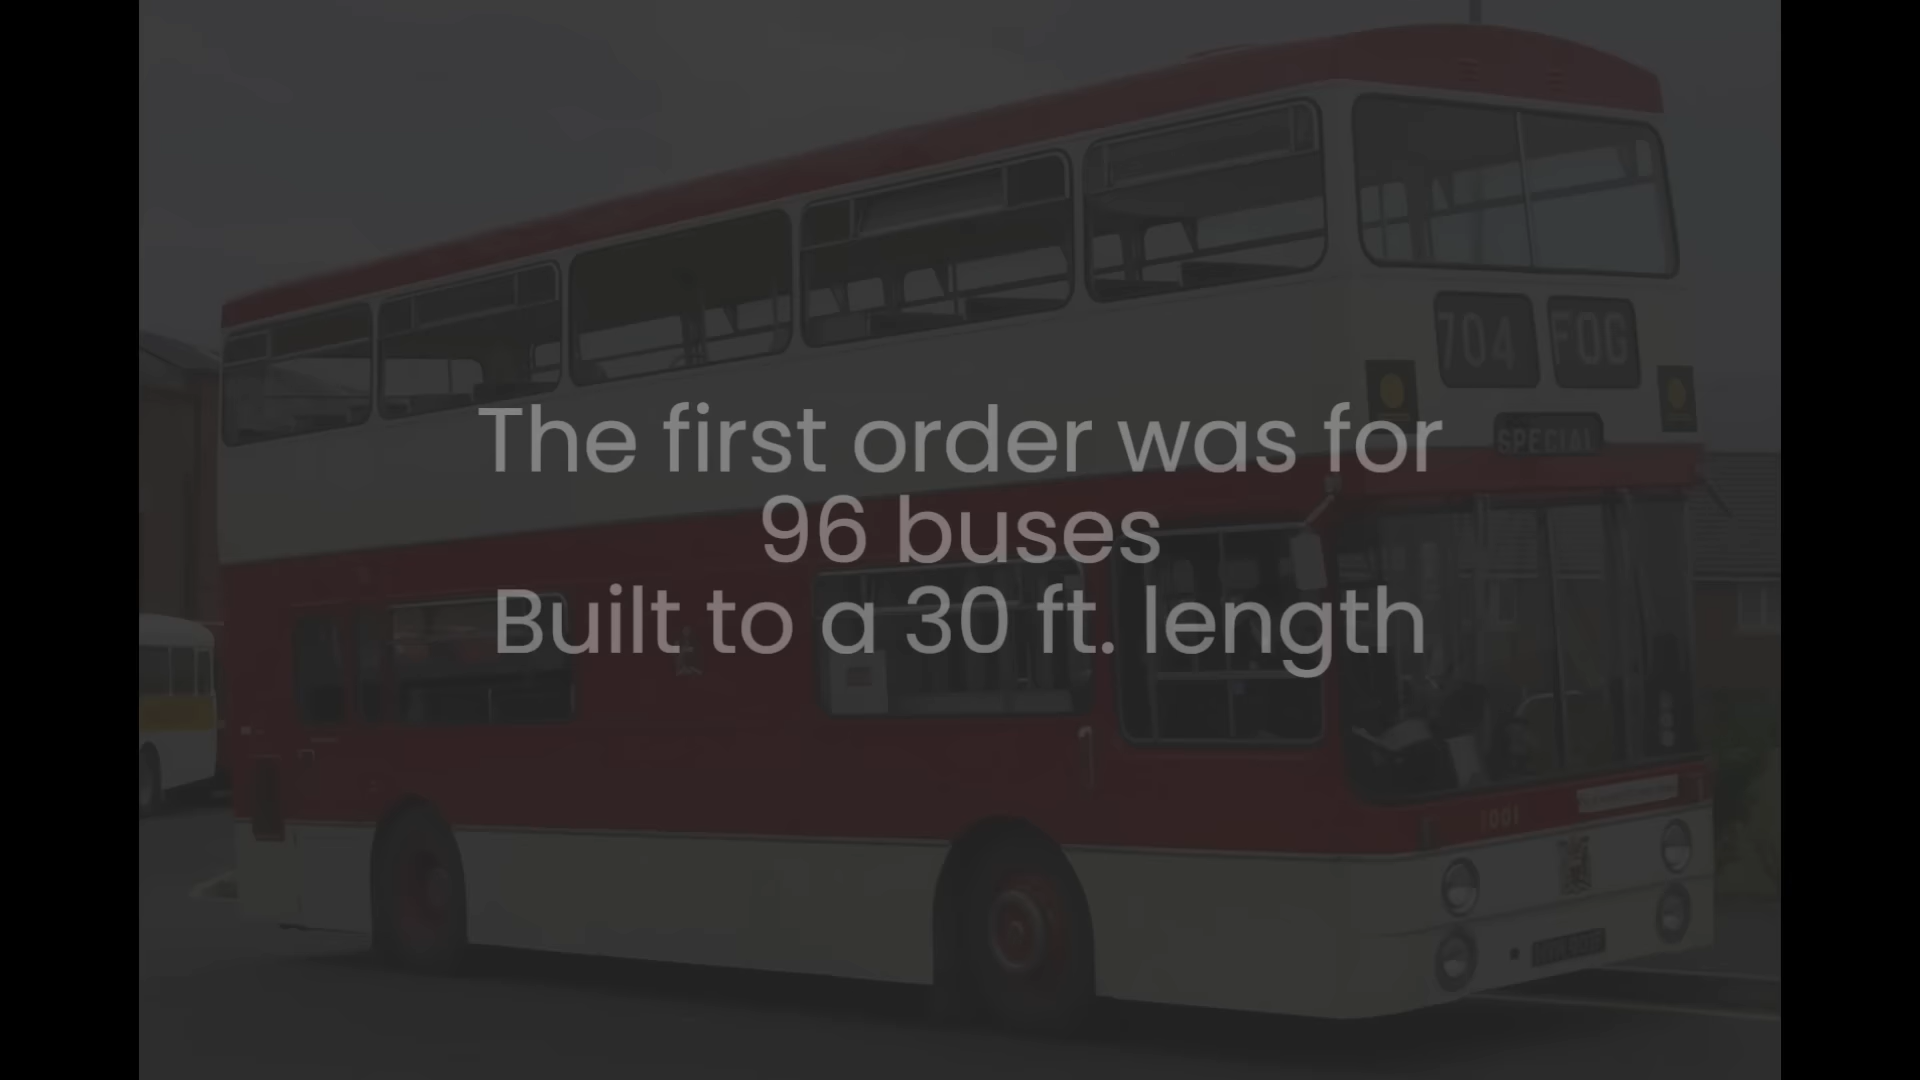 704 FOG
SPECIAL
The first order was for
96 buses
Built to a 30 ft. length
1001